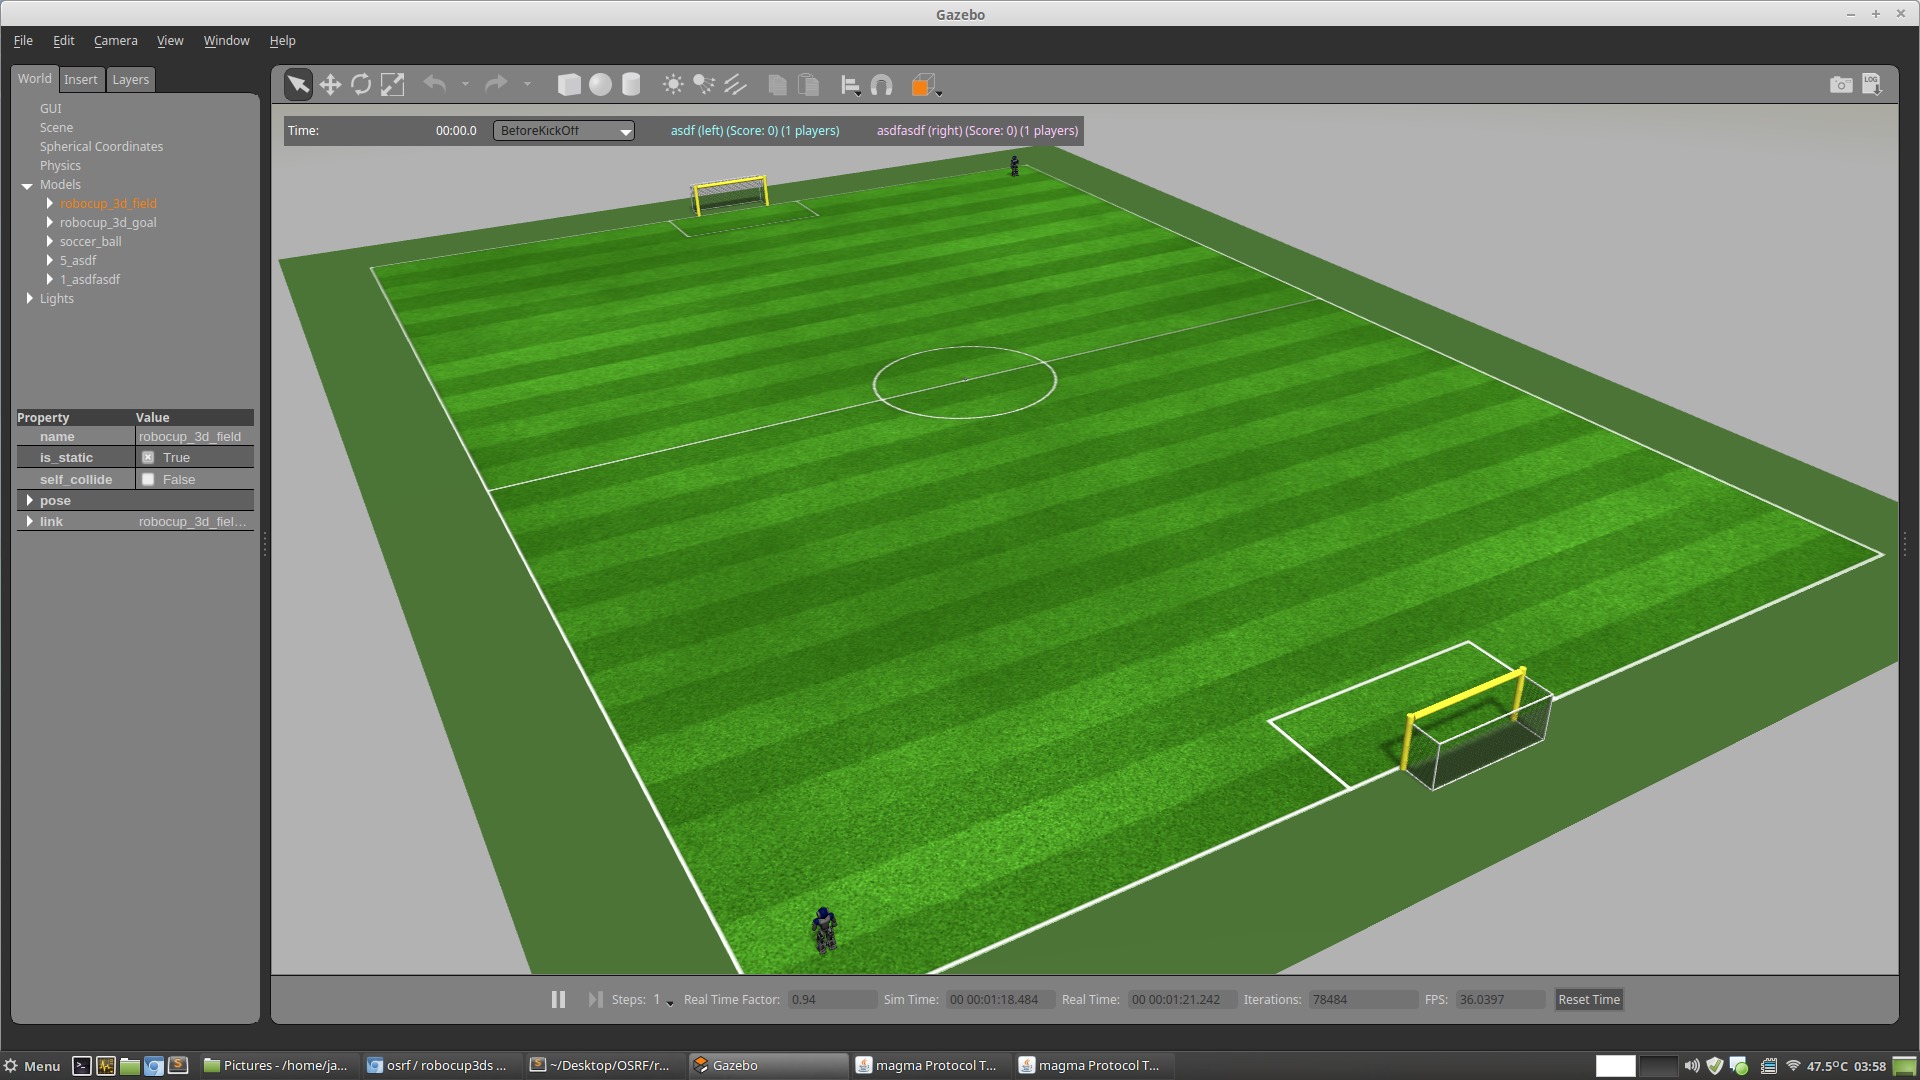 Gazebo
File Edit Camera View Window Help
World Insert Layers
GUI
Scene
Spherical Coordinates
Physics
Models
robocup_3d_field
robocup_3d_goal
soccer_ball
5_asdf
1_asdfasdf
Lights
Property Value
name robocup_3d_field
is_static True
self_collide False
pose
link robocup_3d_fiel...
LOG
Time: 00:00.0 BeforeKickOff asdf (left) (Score: 0) (1 players) asdfasdf (right) (Score: 0) (1 players)
Steps: 1 Real Time Factor: 0.94 Sim Time: 00 00:01:18.484 Real Time: 00 00:01:21.242 Iterations: 78484 FPS: 36.0397 Reset Time
Menu Pictures - /home/ja... osrf / robocup3ds ... ~/Desktop/OSRF/r... Gazebo magma Protocol T... magma Protocol T... 47.5°C 03:58